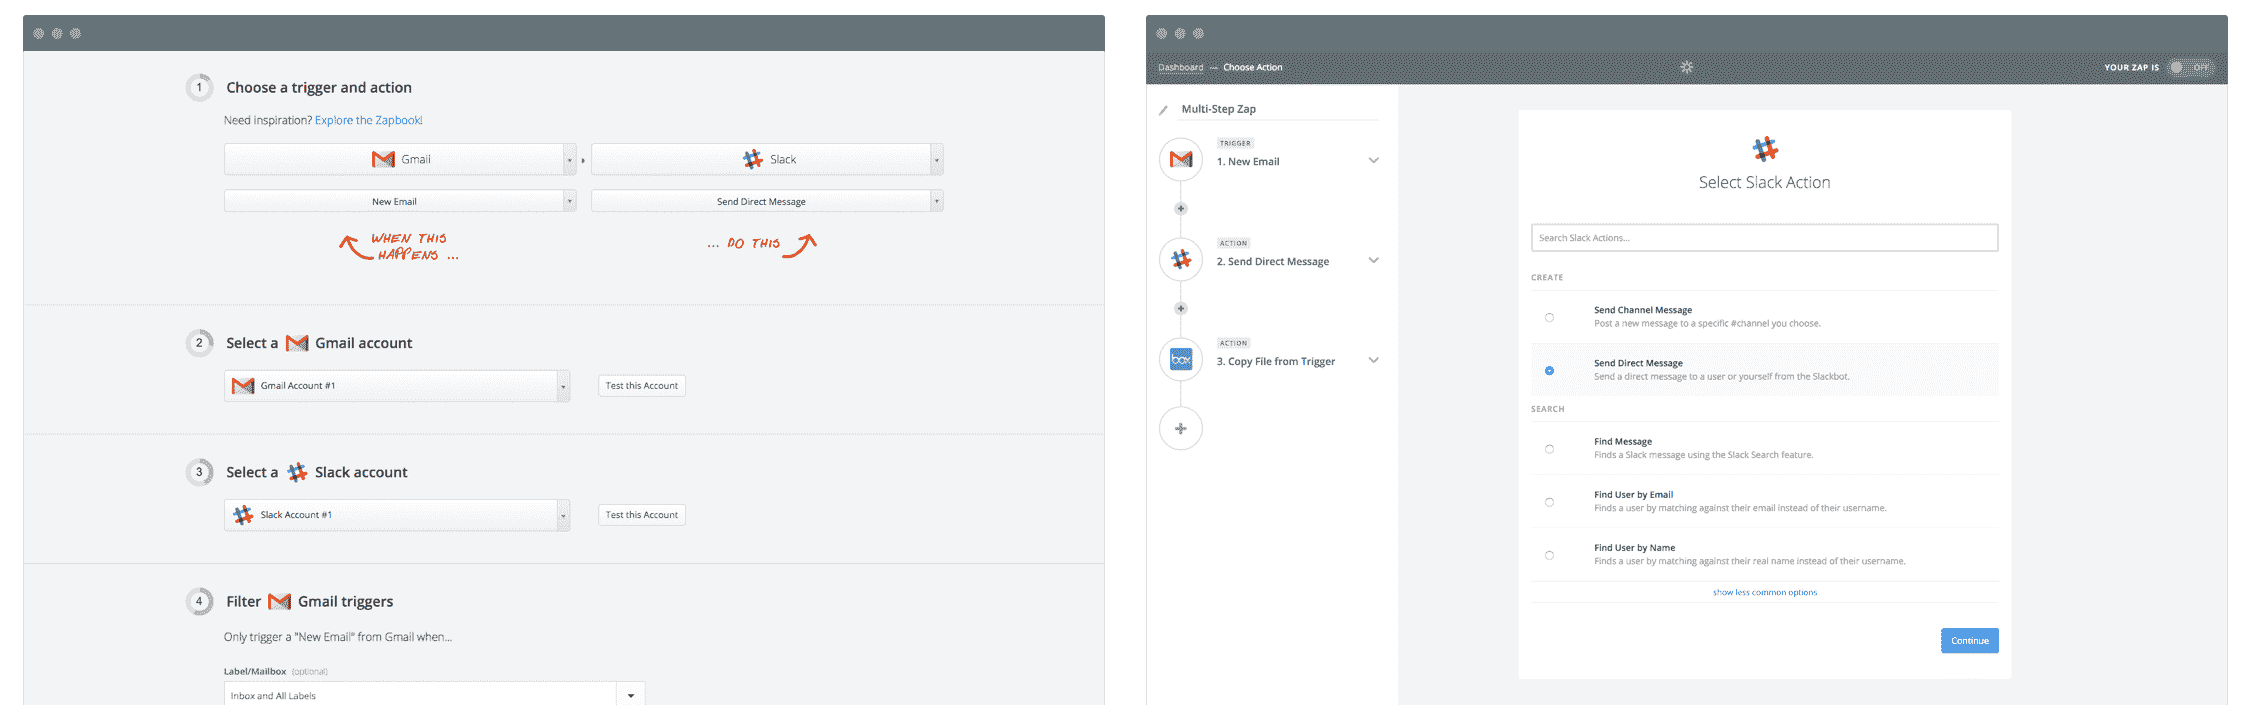 1 Choose a trigger and action
Need inspiration? Explore the Zapbook!
Gmail Slack
New Email Send Direct Message
WHEN THIS HAPPENS ...
... DO THIS
2 Select a Gmail account
Gmail Account #1 Test this Account
3 Select a Slack account
Slack Account #1 Test this Account
4 Filter Gmail triggers
Only trigger a "New Email" from Gmail when...
Label/Mailbox (optional)
Inbox and All Labels
Dashboard — Choose Action
YOUR ZAP IS OFF
Multi-Step Zap
TRIGGER
1. New Email
ACTION
2. Send Direct Message
ACTION
box
3. Copy File from Trigger
Select Slack Action
Search Slack Actions...
CREATE
Send Channel Message
Post a new message to a specific #channel you choose.
Send Direct Message
Send a direct message to a user or yourself from the Slackbot.
SEARCH
Find Message
Finds a Slack message using the Slack Search feature.
Find User by Email
Finds a user by matching against their email instead of their username.
Find User by Name
Finds a user by matching against their real name instead of their username.
show less common options
Continue